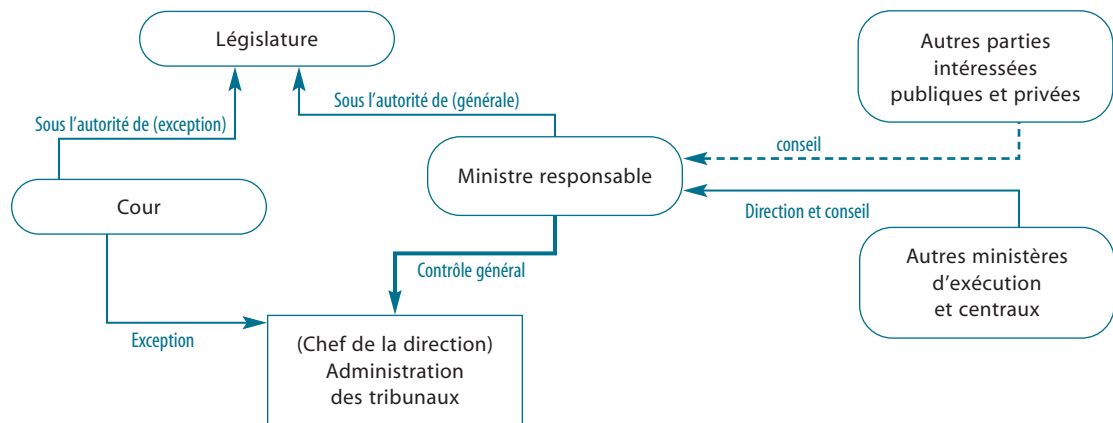 Législature
Autres parties
intéressées
publiques et privées
Sous l'autorité de (générale)
Sous l'autorité de (exception)
conseil
Ministre responsable
Cour
Direction et conseil
Autres ministères
d'exécution
et centraux
Contrôle général
Exception
(Chef de la direction)
Administration
des tribunaux